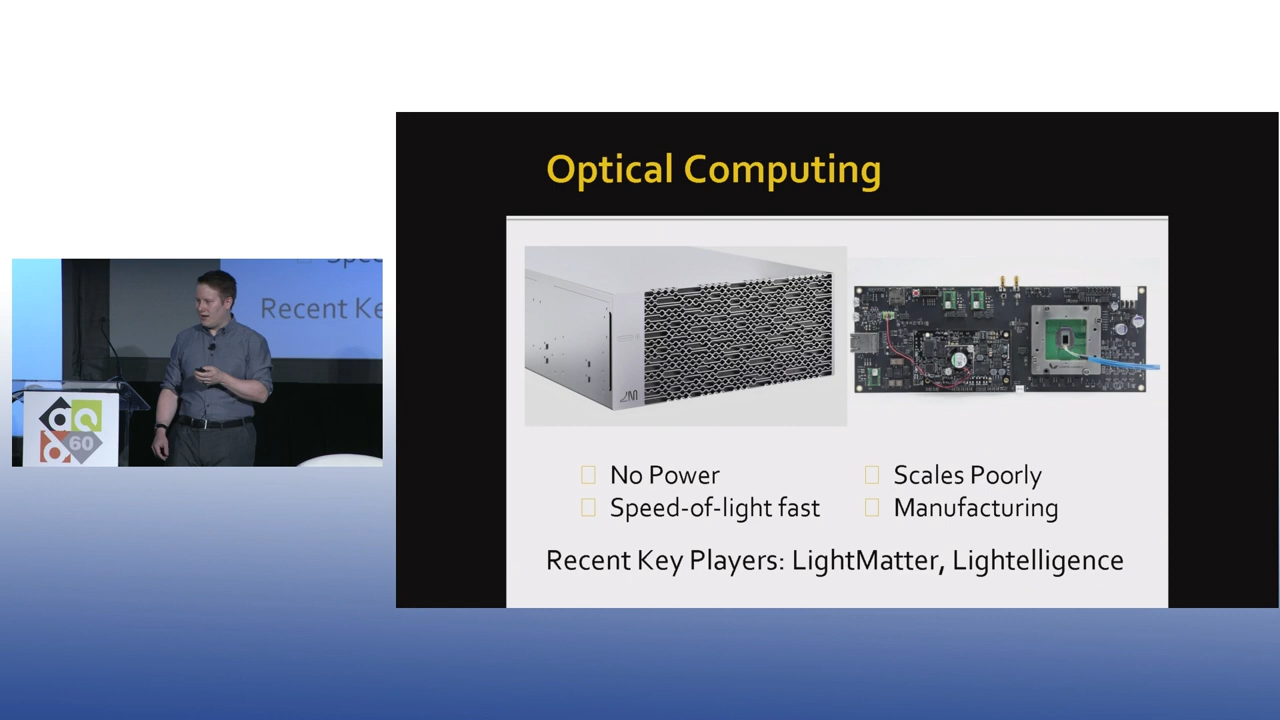 Optical Computing
No Power
Speed-of-light fast
Scales Poorly
Manufacturing
Recent Key Players: LightMatter, Lightelligence
Recent Ke
60